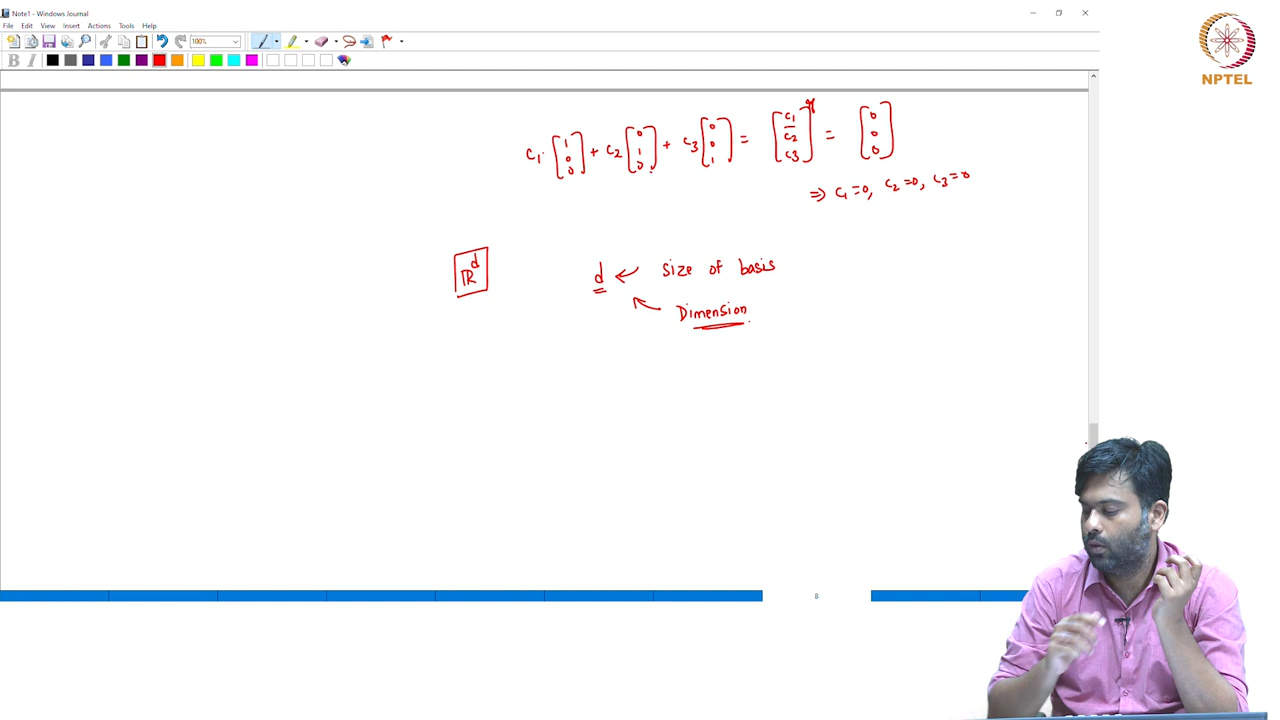 Note1 - Windows Journal
File Edit View Insert Actions Tools Help
100%
B I
NPTEL
c₁ [1 0 0] + c₂ [0 1 0] + c₃ [0 0 1] = [c₁ c₂ c₃] = [0 0 0]
⇒ c₁ = 0, c₂ = 0, c₃ = 0
ℝᵈ d ← size of basis
Dimension
8